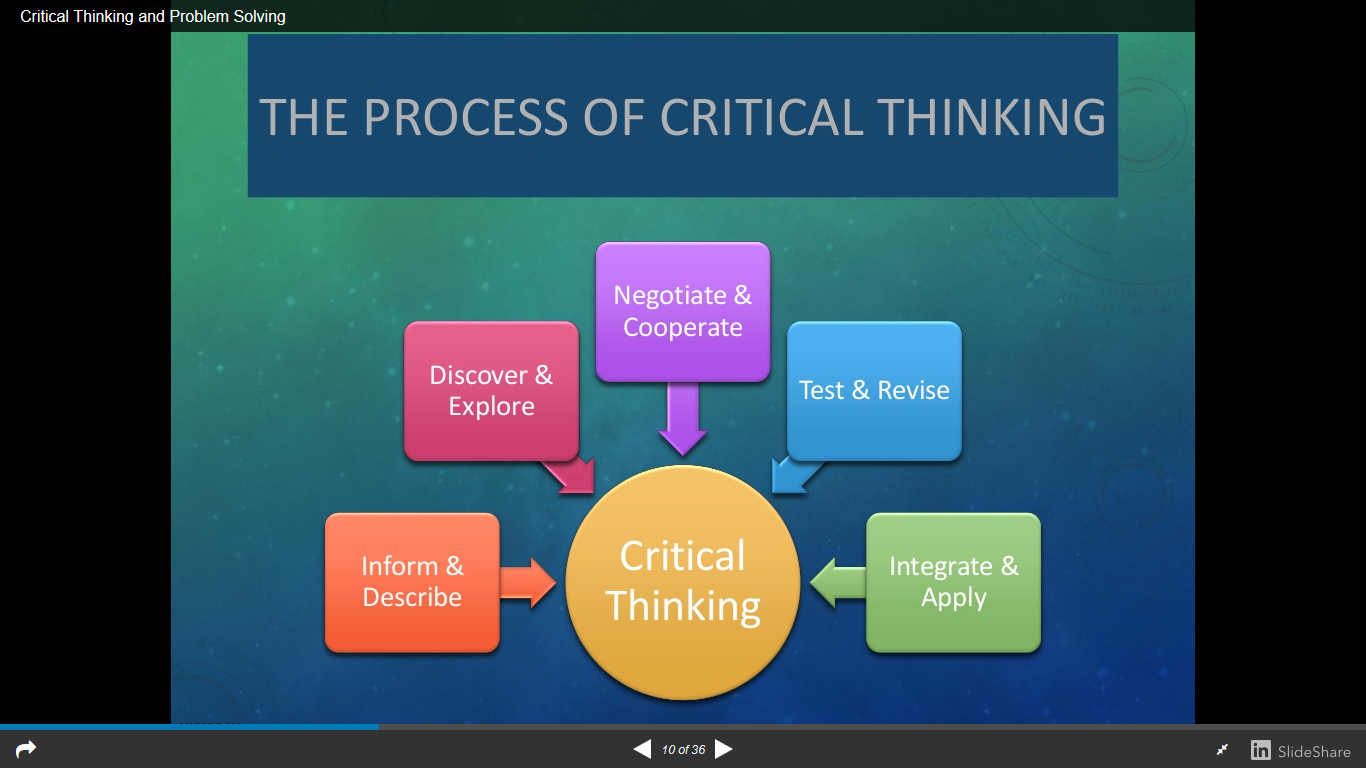 Critical Thinking and Problem Solving
THE PROCESS OF CRITICAL THINKING
Inform &
Describe
Discover &
Explore
Negotiate &
Cooperate
Test & Revise
Integrate &
Apply
Critical
Thinking
10 of 36
in SlideShare